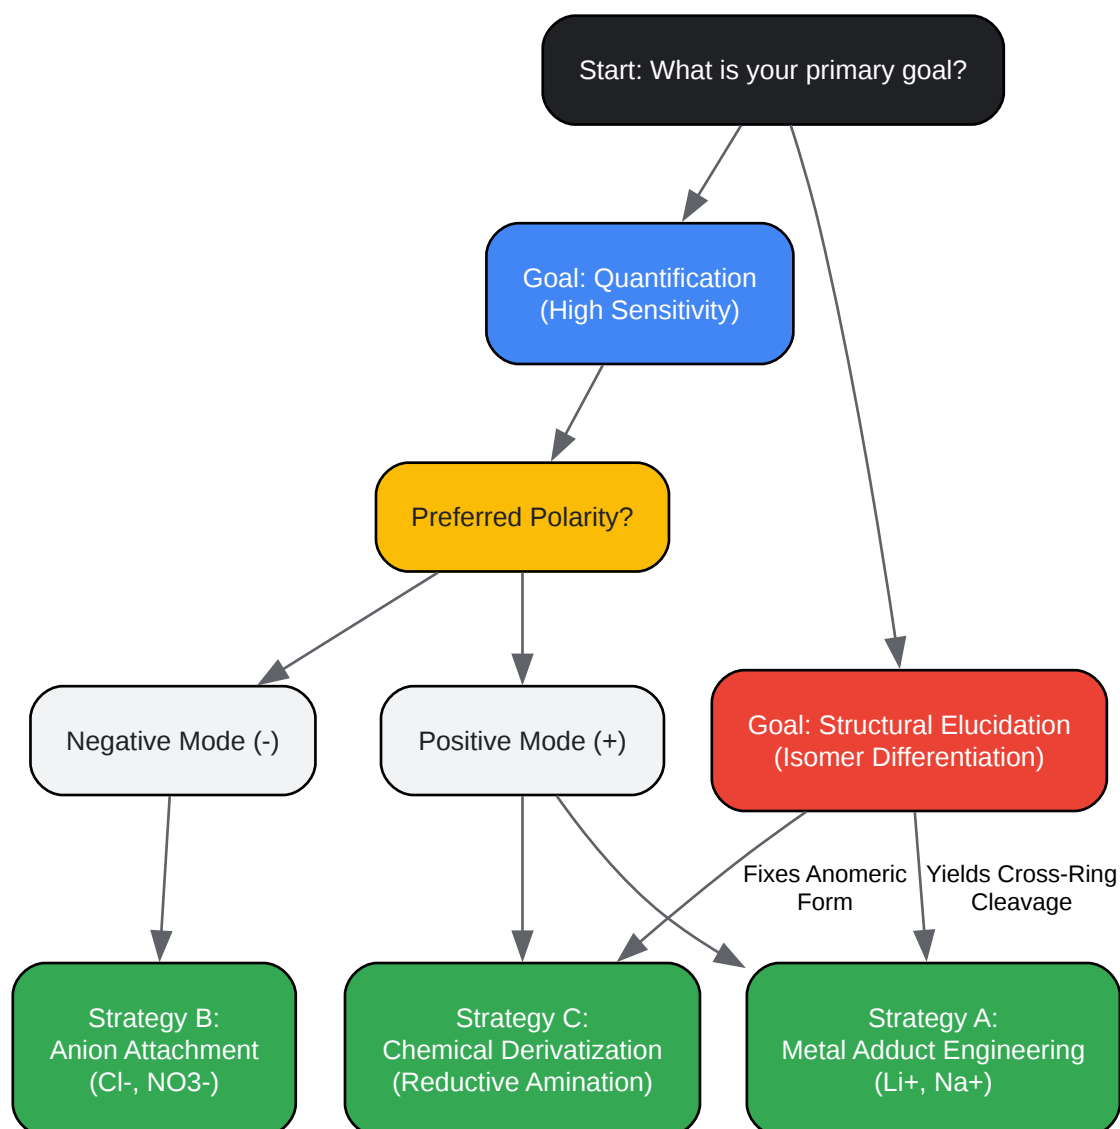 Start: What is your primary goal?
Goal: Quantification
(High Sensitivity)
Preferred Polarity?
Negative Mode (-)
Positive Mode (+)
Goal: Structural Elucidation
(Isomer Differentiation)
Fixes Anomeric
Form
Yields Cross-Ring
Cleavage
Strategy B:
Anion Attachment
(Cl-, NO3-)
Strategy C:
Chemical Derivatization
(Reductive Amination)
Strategy A:
Metal Adduct Engineering
(Li+, Na+)